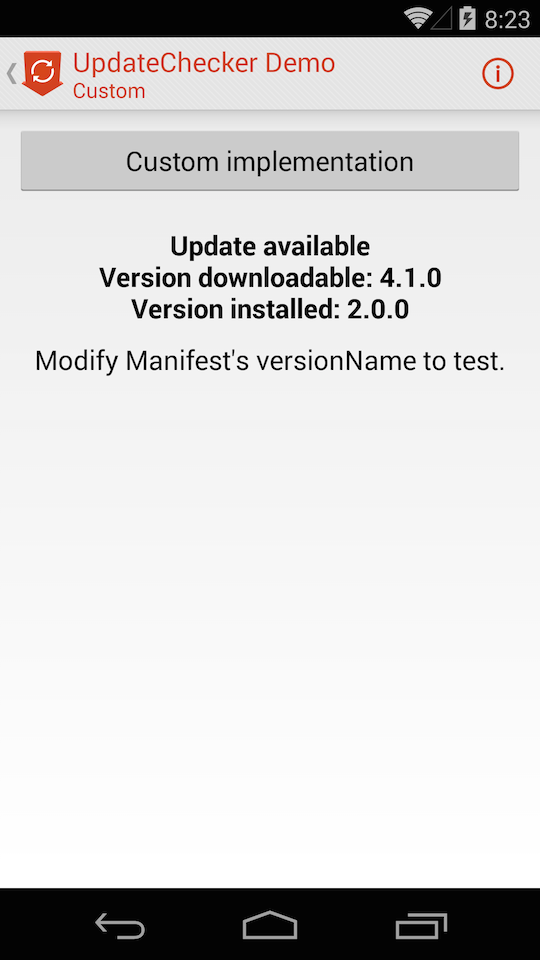 8:23
UpdateChecker Demo
Custom
Custom implementation
Update available
Version downloadable: 4.1.0
Version installed: 2.0.0
Modify Manifest's versionName to test.